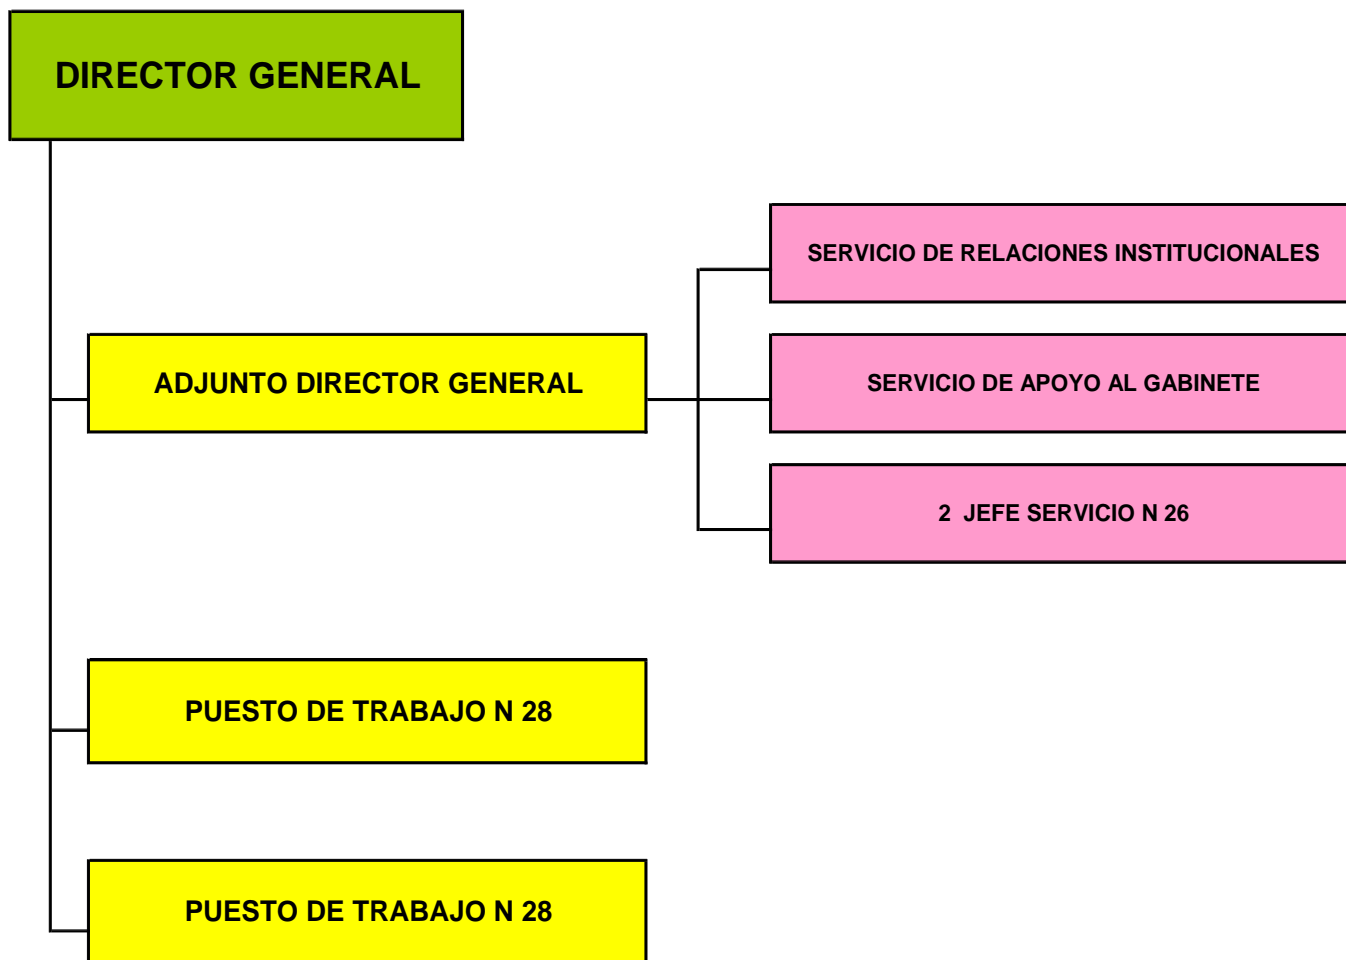 DIRECTOR GENERAL
SERVICIO DE RELACIONES INSTITUCIONALES
ADJUNTO DIRECTOR GENERAL
SERVICIO DE APOYO AL GABINETE
2 JEFE SERVICIO N 26
PUESTO DE TRABAJO N 28
PUESTO DE TRABAJO N 28